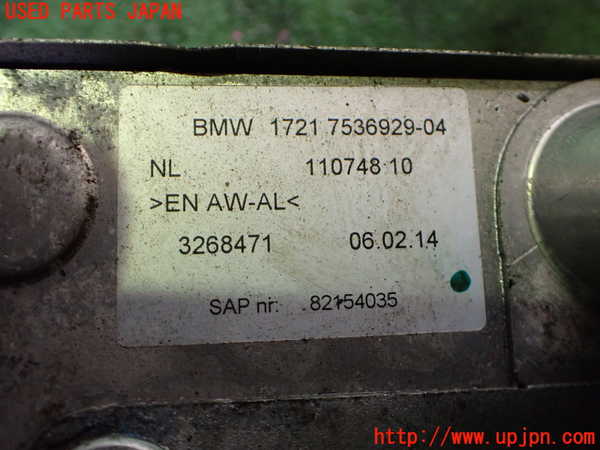 USED PARTS JAPAN
BMW 1721 7536929-04
NL 110748 10
>EN AW-AL<
3268471 06.02.14
SAP nr: 82154035
http://www.upjpn.com